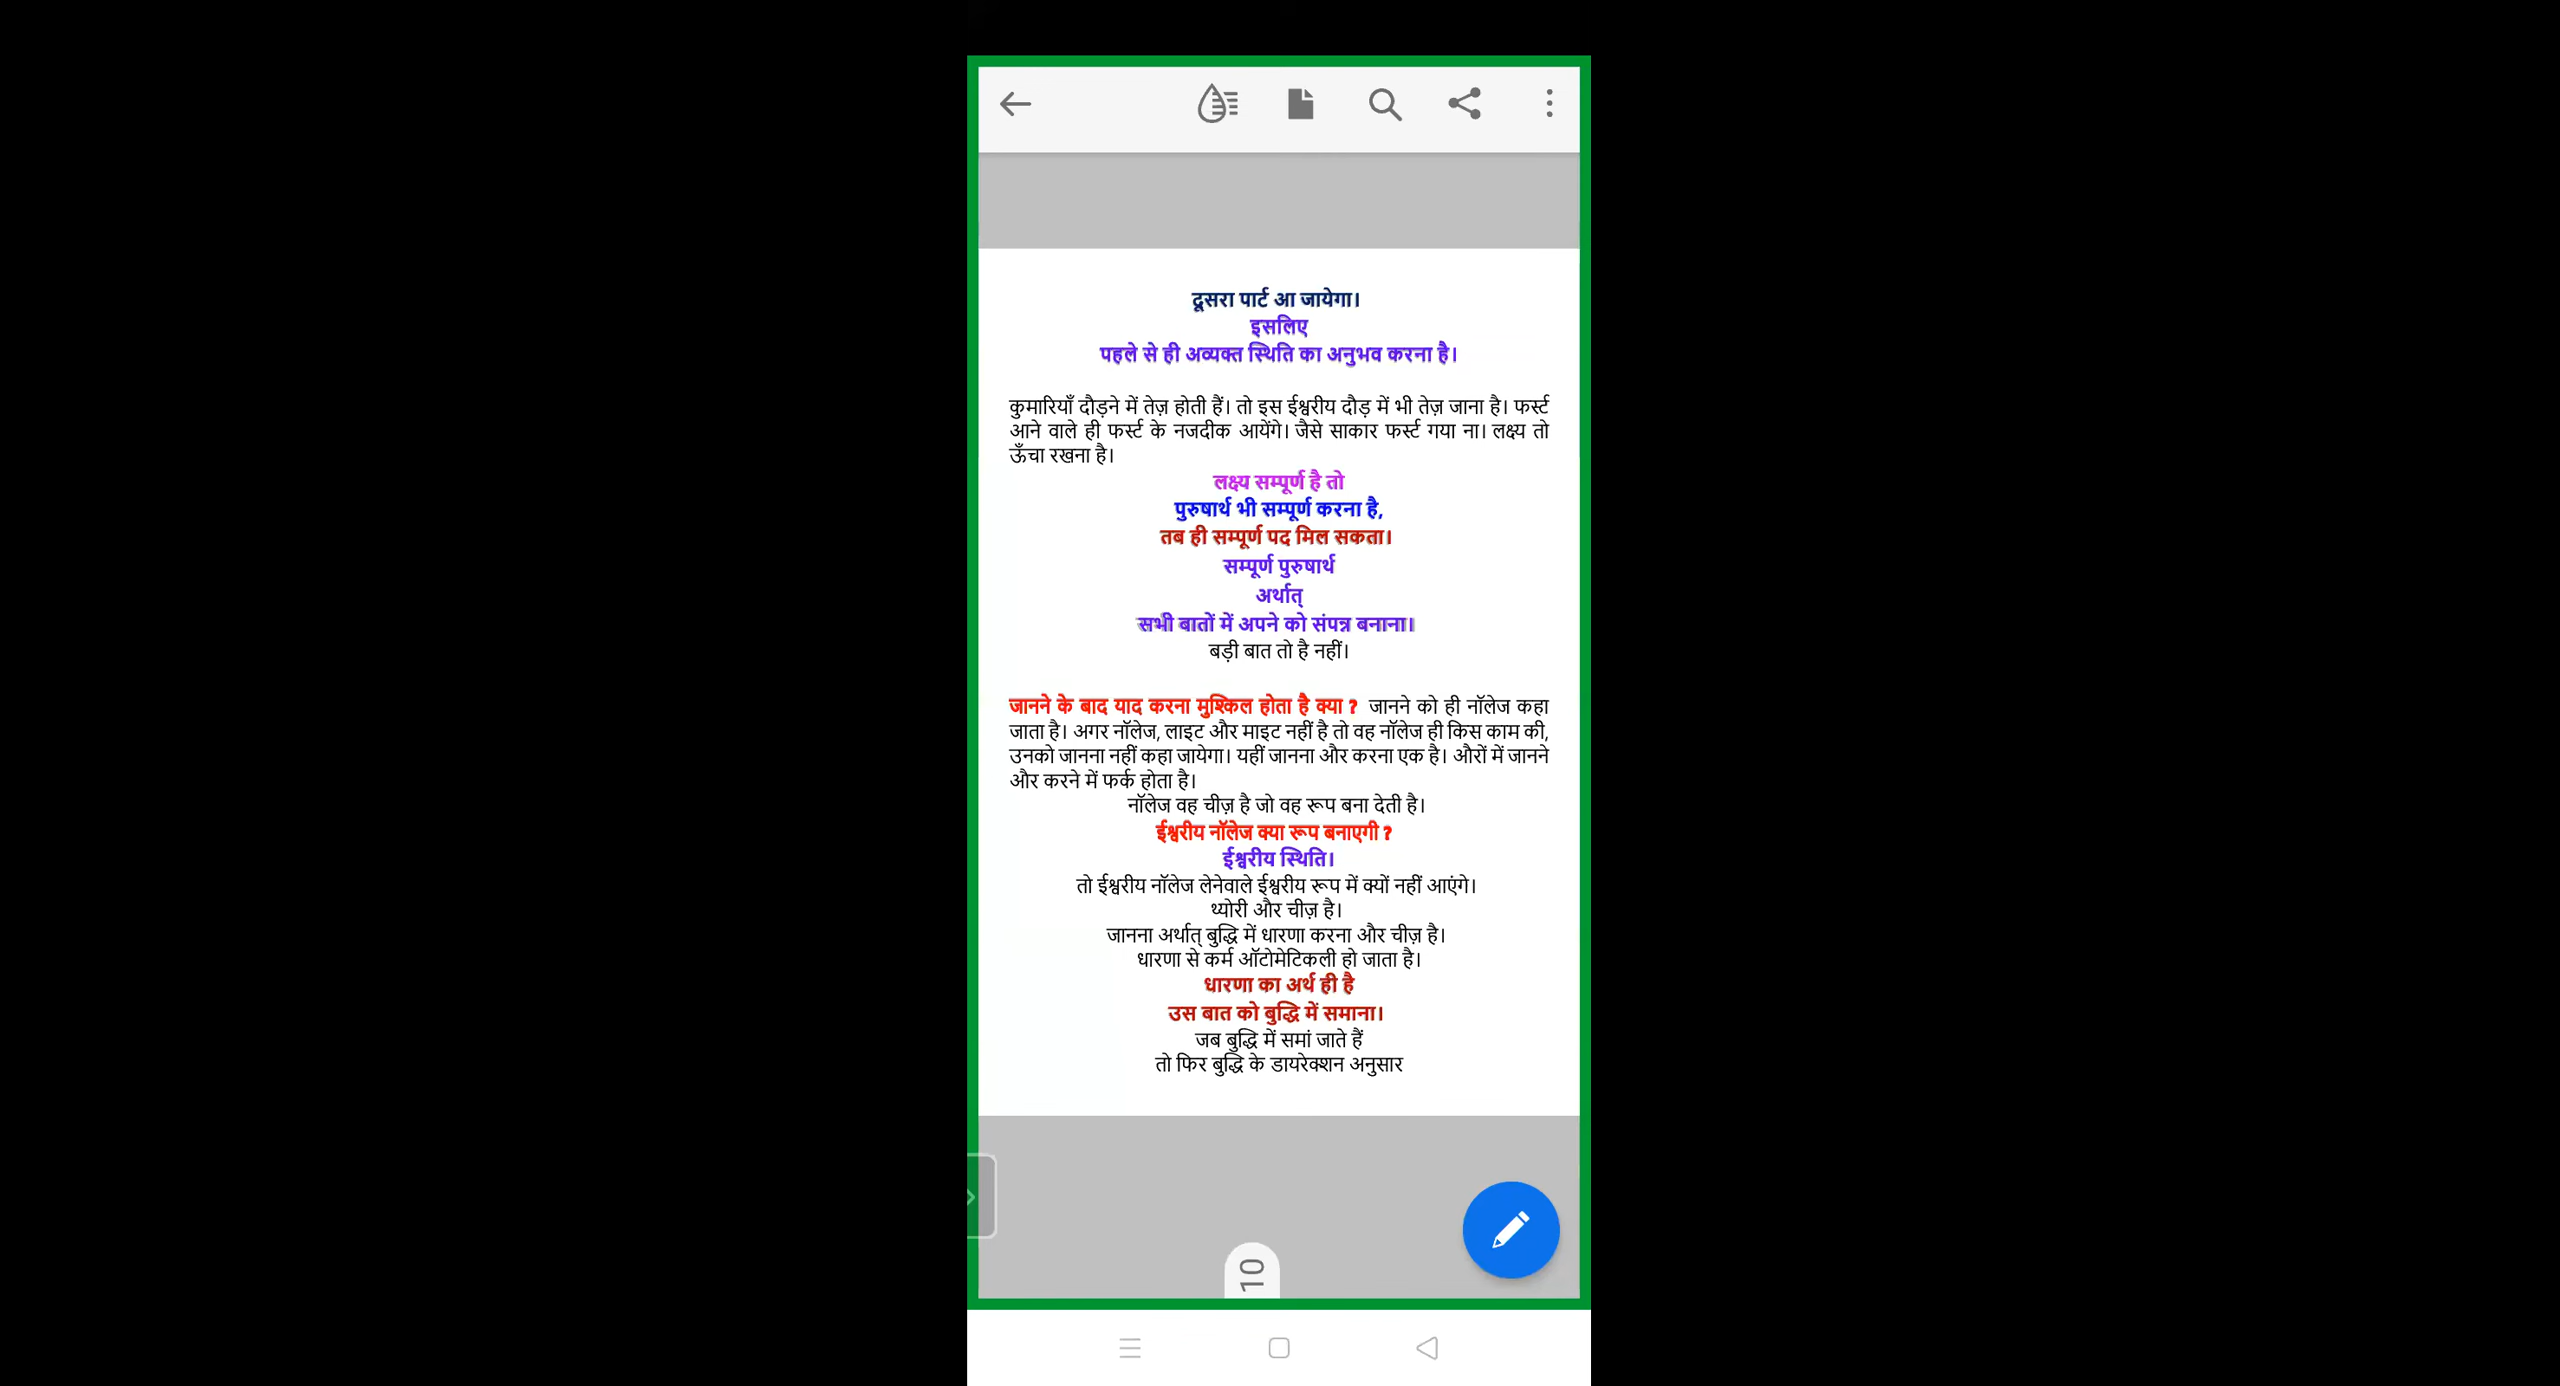 दूसरा पार्ट आ जायेगा।
इसलिए
पहले से ही अव्यक्त स्थिति का अनुभव करना है।
कुमारियाँ दौड़ने में तेज़ होती हैं। तो इस ईश्वरीय दौड़ में भी तेज़ जाना है। फर्स्ट
आने वाले ही फर्स्ट के नजदीक आयेंगे। जैसे साकार फर्स्ट गया ना। लक्ष्य तो
ऊँचा रखना है।
लक्ष्य सम्पूर्ण है तो
पुरुषार्थ भी सम्पूर्ण करना है,
तब ही सम्पूर्ण पद मिल सकता।
सम्पूर्ण पुरुषार्थ
अर्थात्
सभी बातों में अपने को संपन्न बनाना।
बड़ी बात तो है नहीं।
जानने के बाद याद करना मुश्किल होता है क्या ? जानने को ही नॉलेज कहा
जाता है। अगर नॉलेज, लाइट और माइट नहीं है तो वह नॉलेज ही किस काम की,
उनको जानना नहीं कहा जायेगा। यहीं जानना और करना एक है। औरों में जानने
और करने में फर्क होता है।
नॉलेज वह चीज़ है जो वह रूप बना देती है।
ईश्वरीय नॉलेज क्या रूप बनाएगी ?
ईश्वरीय स्थिति।
तो ईश्वरीय नॉलेज लेनेवाले ईश्वरीय रूप में क्यों नहीं आएंगे।
थ्योरी और चीज़ है।
जानना अर्थात् बुद्धि में धारणा करना और चीज़ है।
धारणा से कर्म ऑटोमेटिकली हो जाता है।
धारणा का अर्थ ही है
उस बात को बुद्धि में समाना।
जब बुद्धि में समां जाते हैं
तो फिर बुद्धि के डायरेक्शन अनुसार
10